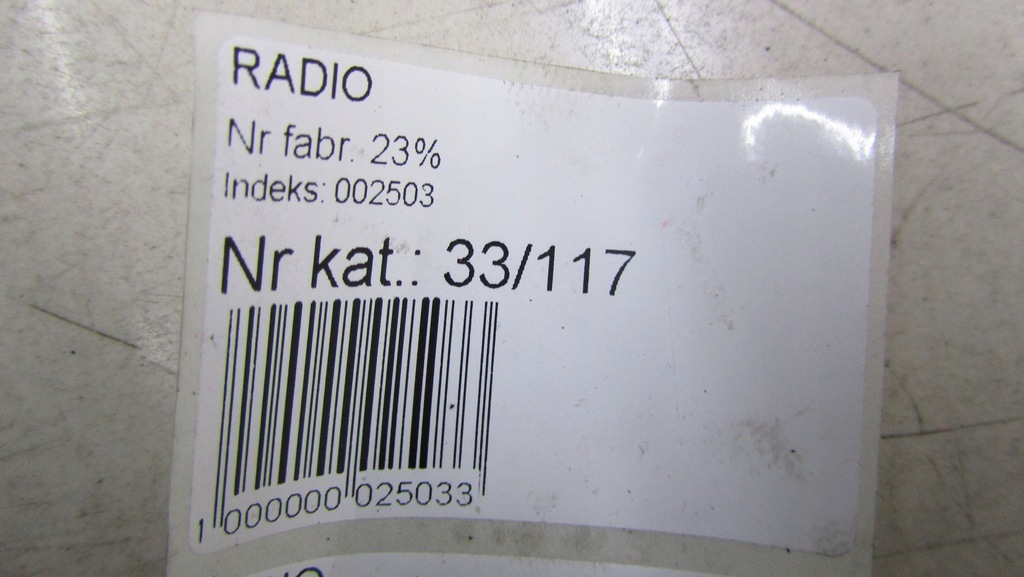 RADIO
Nr fabr. 23%
Indeks: 002503
Nr kat.: 33/117
1 000000 025033